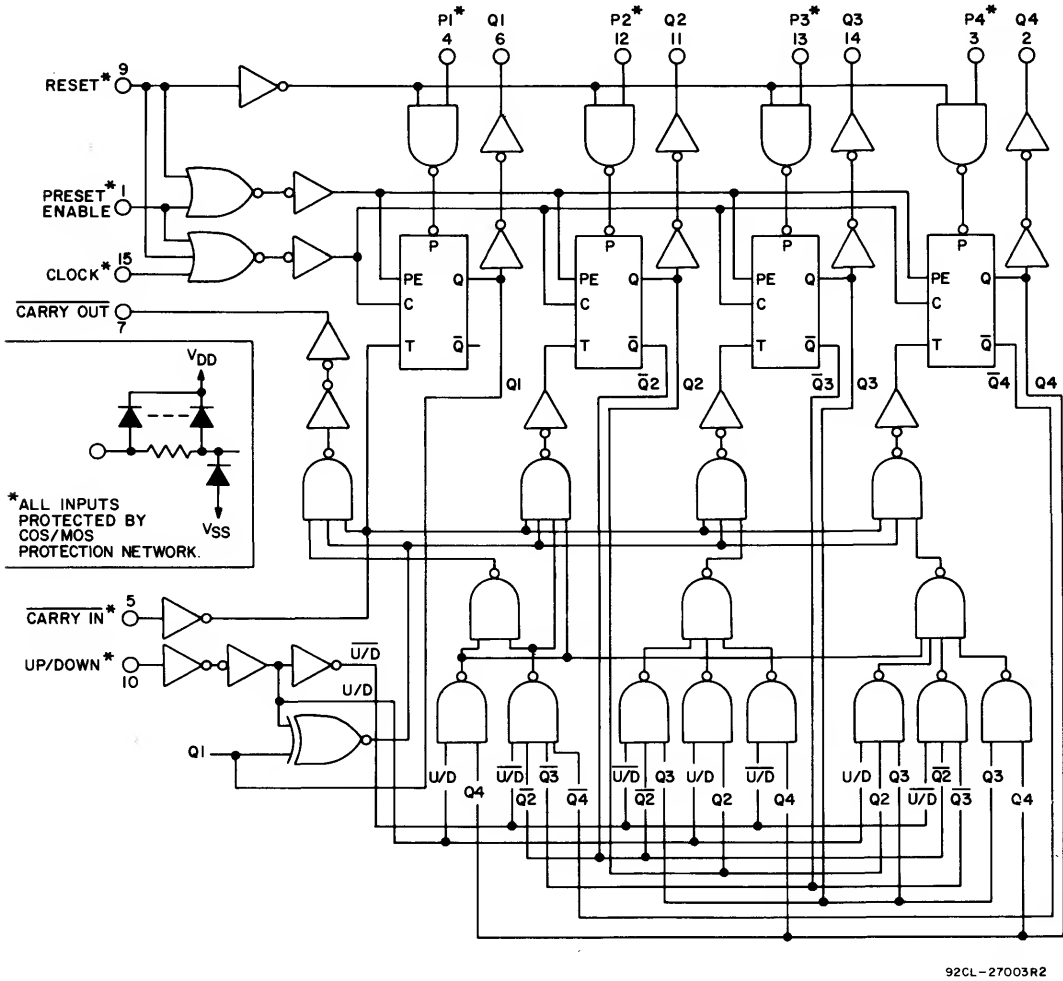 P1* Q1 P2* Q2 P3* Q3 P4* Q4
4 6 12 11 13 14 3 2
RESET* 9
PRESET* 1
ENABLE
CLOCK* 15
CARRY OUT
7
P P P P
PE Q PE Q PE Q PE Q
C C C C
T Q̅ T Q̅ T Q̅ T Q̅
Q1 Q̅2 Q2 Q̅3 Q3 Q̅4 Q4
VDD
VSS
*ALL INPUTS
PROTECTED BY
COS/MOS
PROTECTION NETWORK.
CARRY IN* 5
UP/DOWN* 10
U̅/̅D̅
U/D
Q1
U/D U̅/̅D̅ Q̅3 U̅/̅D̅ Q3 U/D U̅/̅D̅ U/D Q3 Q̅2 Q3
Q4 Q̅2 Q̅4 Q̅2 Q2 Q4 Q2 U̅/̅D̅ Q̅3 Q4
92CL-27003R2